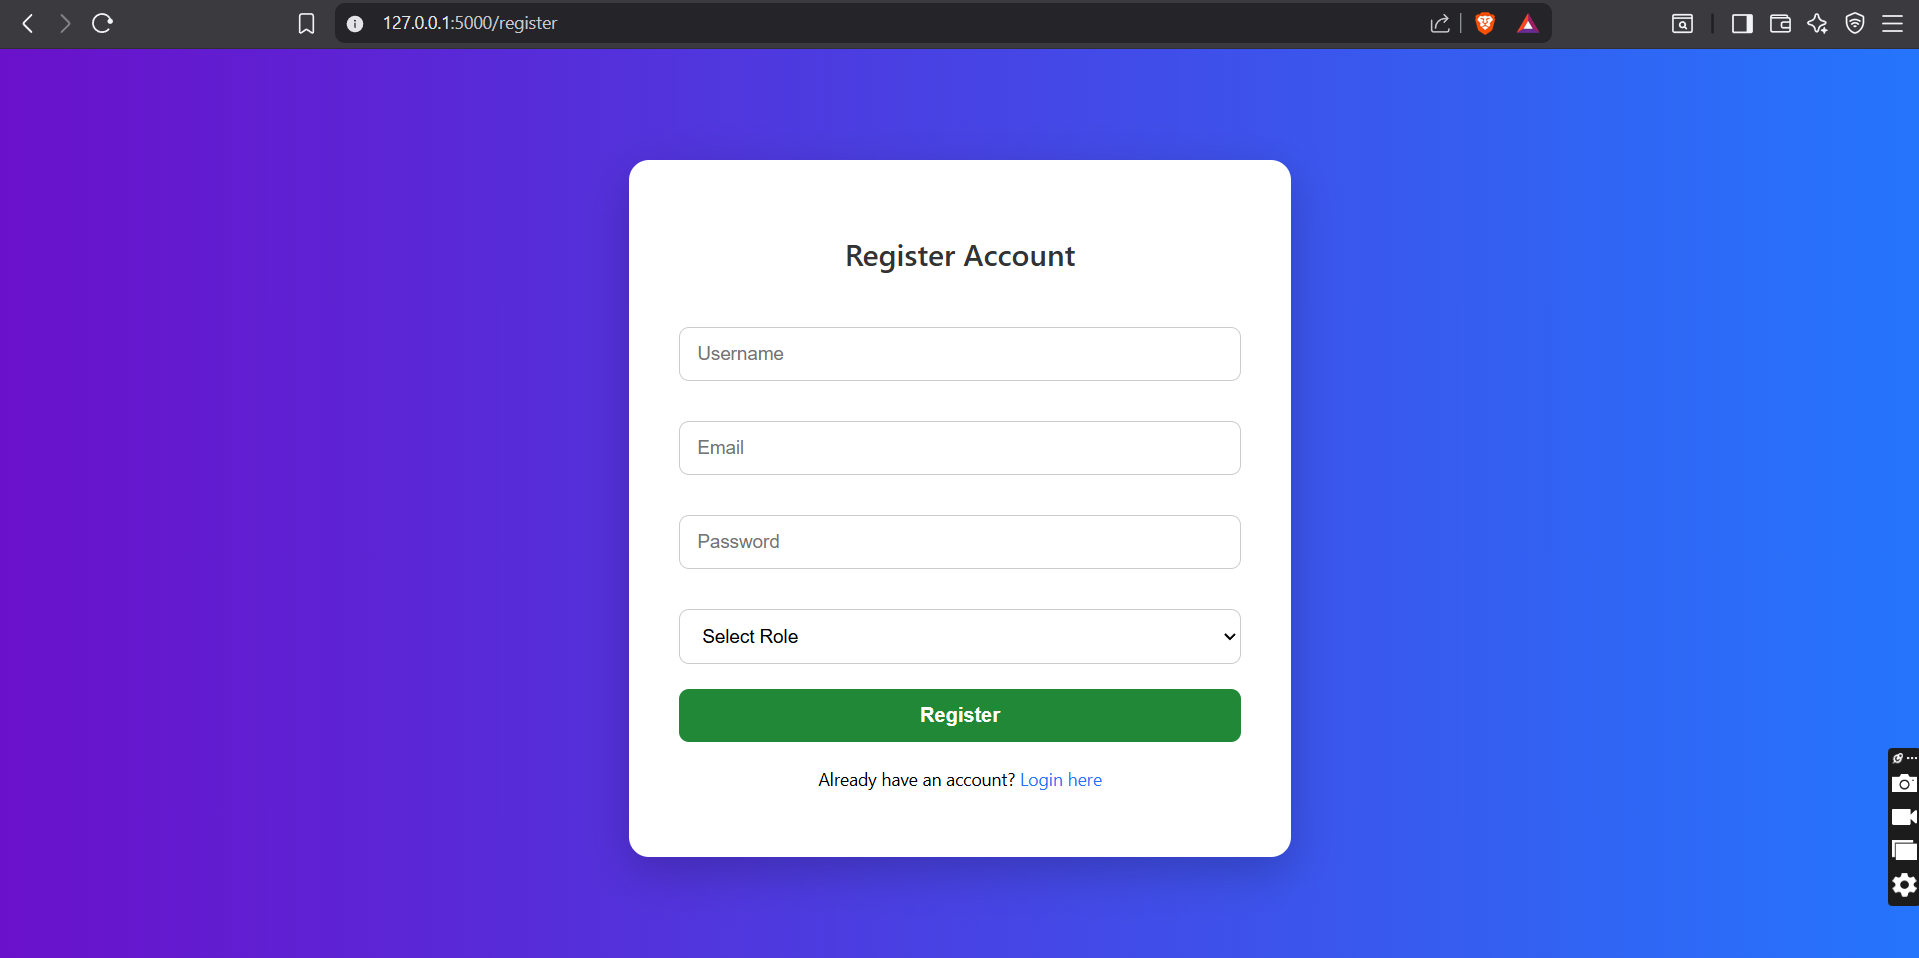 127.0.0.1:5000/register
Register Account
Username
Email
Password
Select Role
Register
Already have an account? Login here